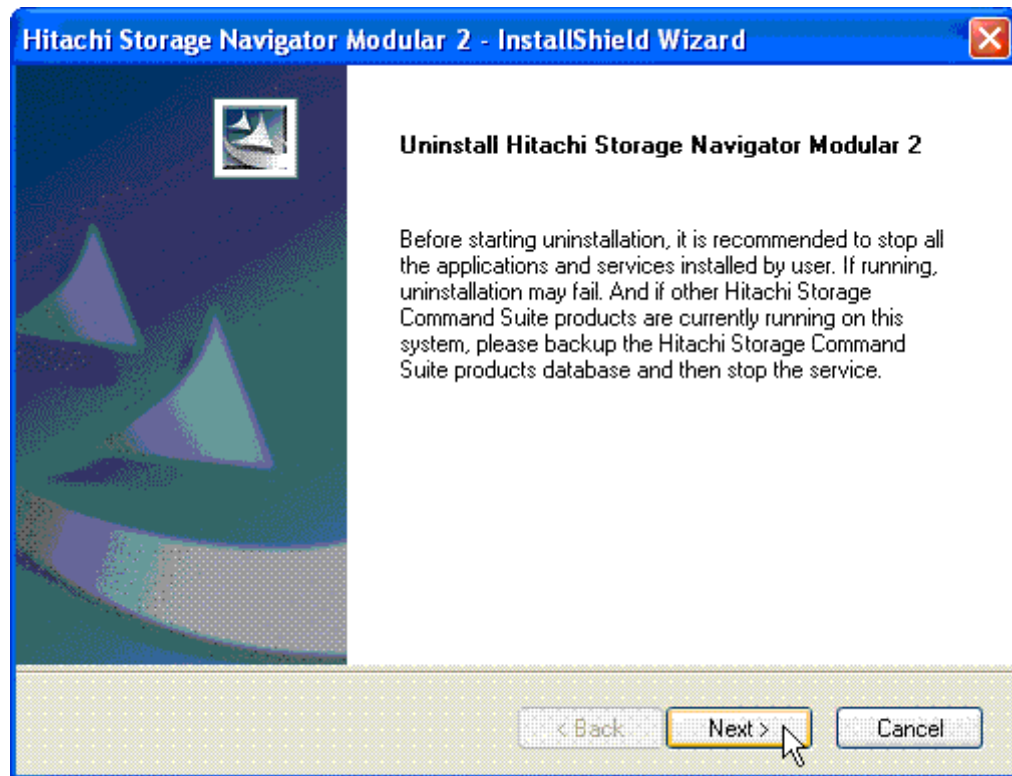 Hitachi Storage Navigator Modular 2 - InstallShield Wizard
Uninstall Hitachi Storage Navigator Modular 2
Before starting uninstallation, it is recommended to stop all
the applications and services installed by user. If running,
uninstallation may fail. And if other Hitachi Storage
Command Suite products are currently running on this
system, please backup the Hitachi Storage Command
Suite products database and then stop the service.
< Back
Next >
Cancel